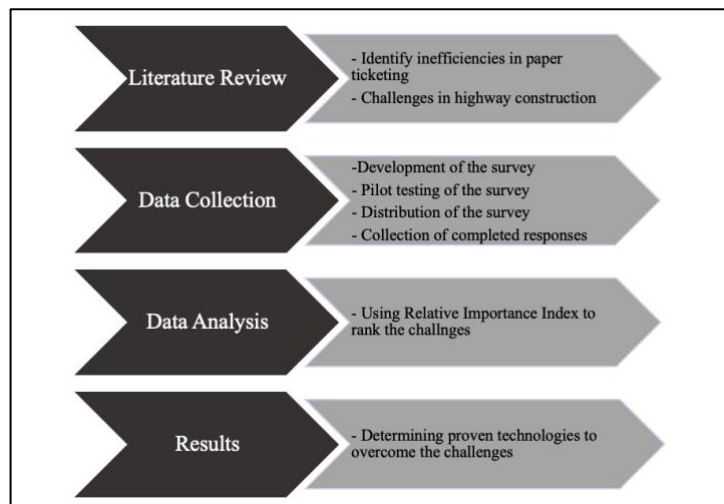 Literature Review
- Identify inefficiencies in paper
ticketing
- Challenges in highway construction
Data Collection
-Development of the survey
- Pilot testing of the survey
- Distribution of the survey
- Collection of completed responses
Data Analysis
- Using Relative Importance Index to
rank the challnges
Results
- Determining proven technologies to
overcome the challenges